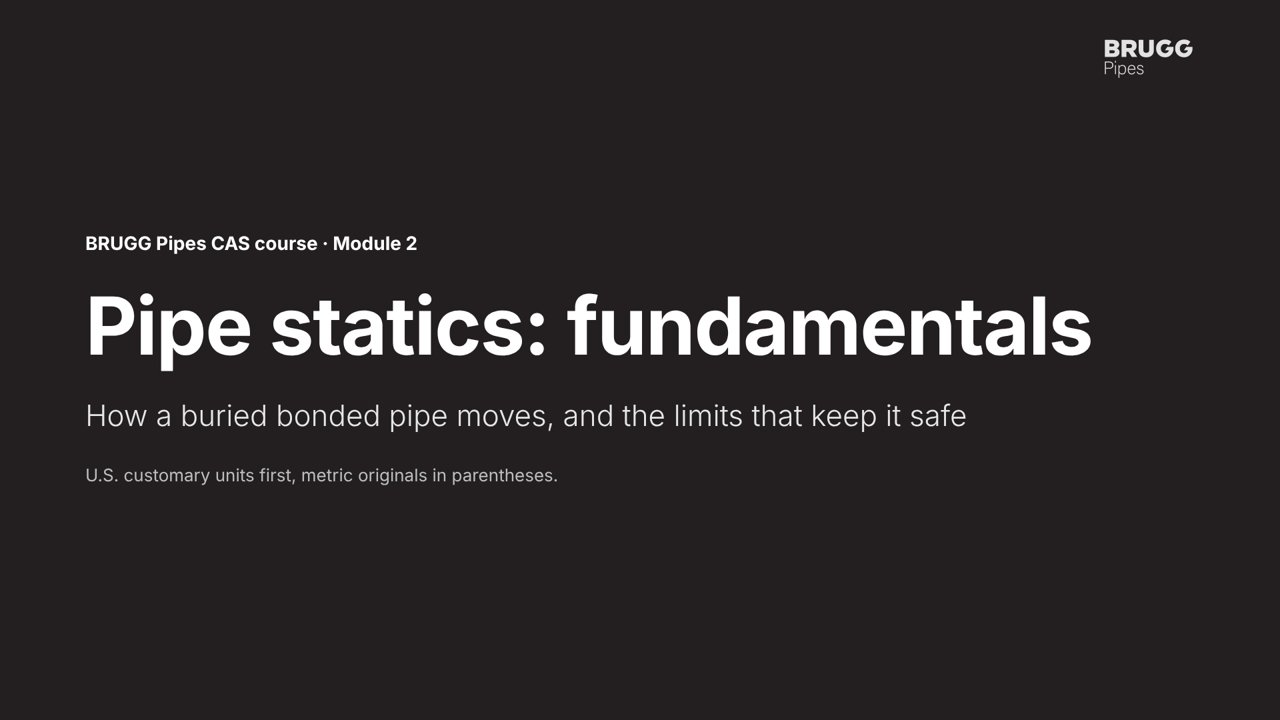 BRUGG
Pipes
BRUGG Pipes CAS course · Module 2
Pipe statics: fundamentals
How a buried bonded pipe moves, and the limits that keep it safe
U.S. customary units first, metric originals in parentheses.